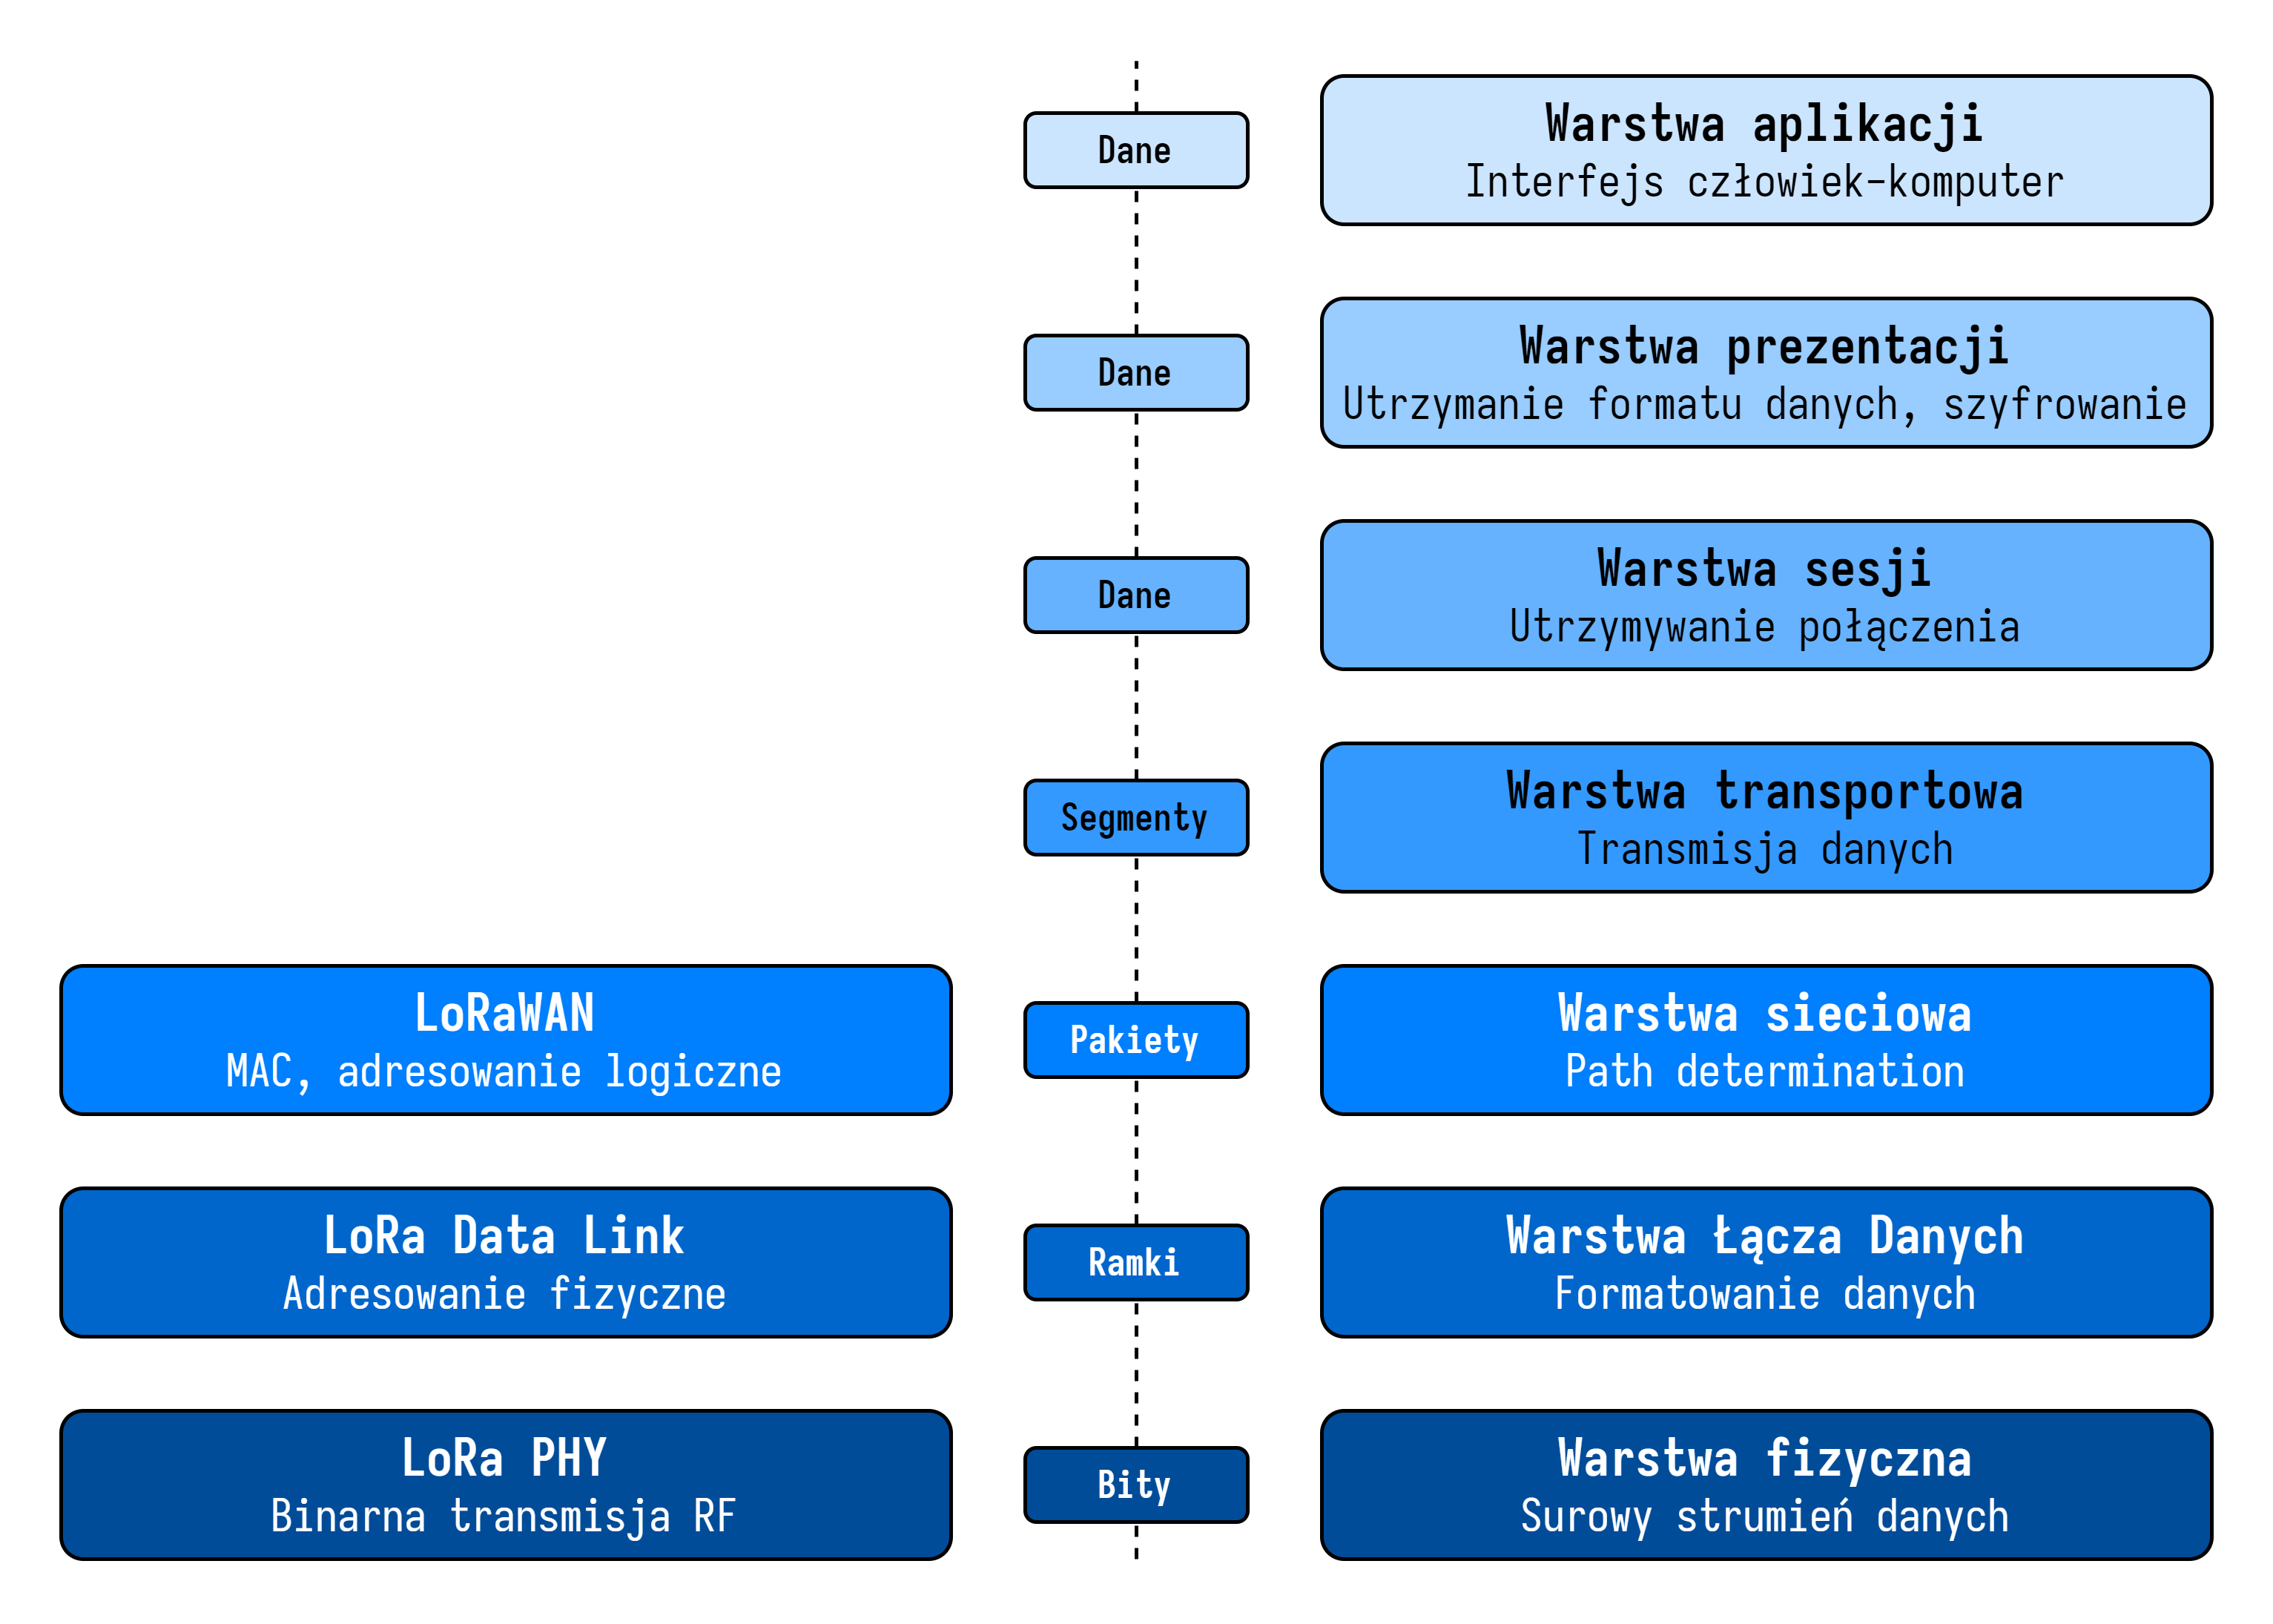 Dane
Warstwa aplikacji
Interfejs człowiek-komputer
Dane
Warstwa prezentacji
Utrzymanie formatu danych, szyfrowanie
Dane
Warstwa sesji
Utrzymywanie połączenia
Segmenty
Warstwa transportowa
Transmisja danych
LoRaWAN
MAC, adresowanie logiczne
Pakiety
Warstwa sieciowa
Path determination
LoRa Data Link
Adresowanie fizyczne
Ramki
Warstwa Łącza Danych
Formatowanie danych
LoRa PHY
Binarna transmisja RF
Bity
Warstwa fizyczna
Surowy strumień danych